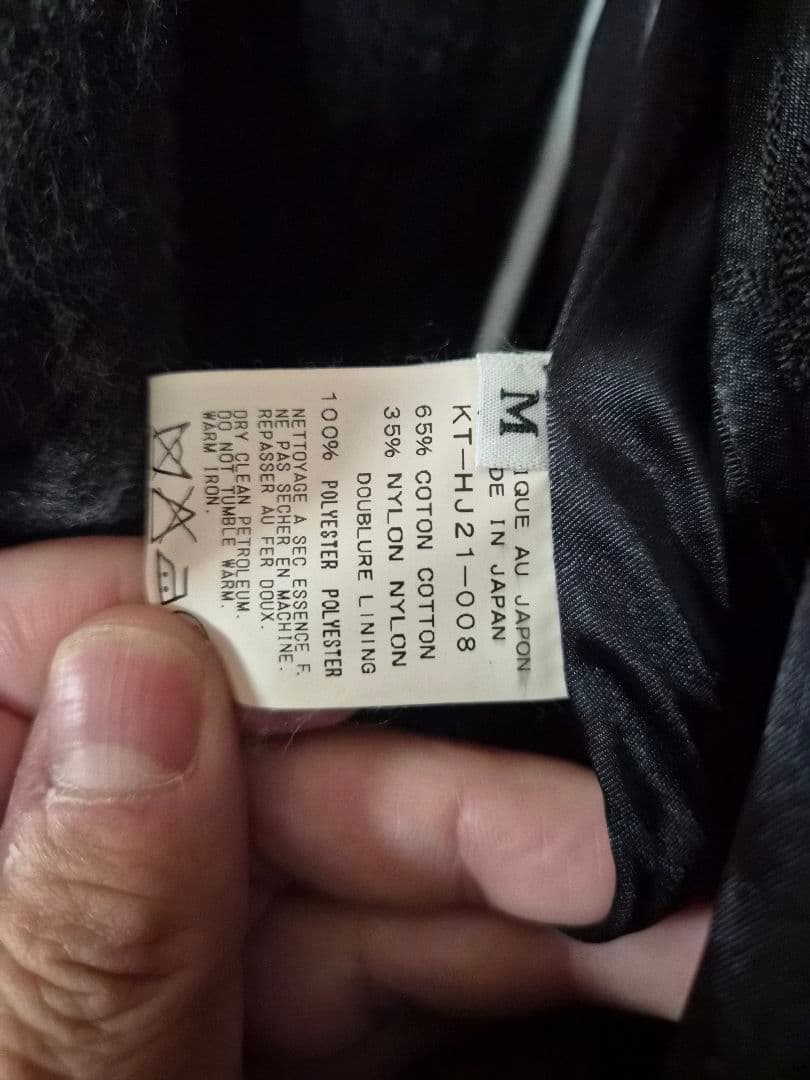 M
IQUE AU JAPON
DE IN JAPAN
KT-HJ21-008
65% COTON COTTON
35% NYLON NYLON
DOUBLURE LINING
100% POLYESTER POLYESTER
NETTOYAGE A SEC ESSENCE F.
NE PAS SECHER EN MACHINE.
REPASSER AU FER DOUX.
DRY CLEAN PETROLEUM.
DO NOT TUMBLE WARM.
WARM IRON.